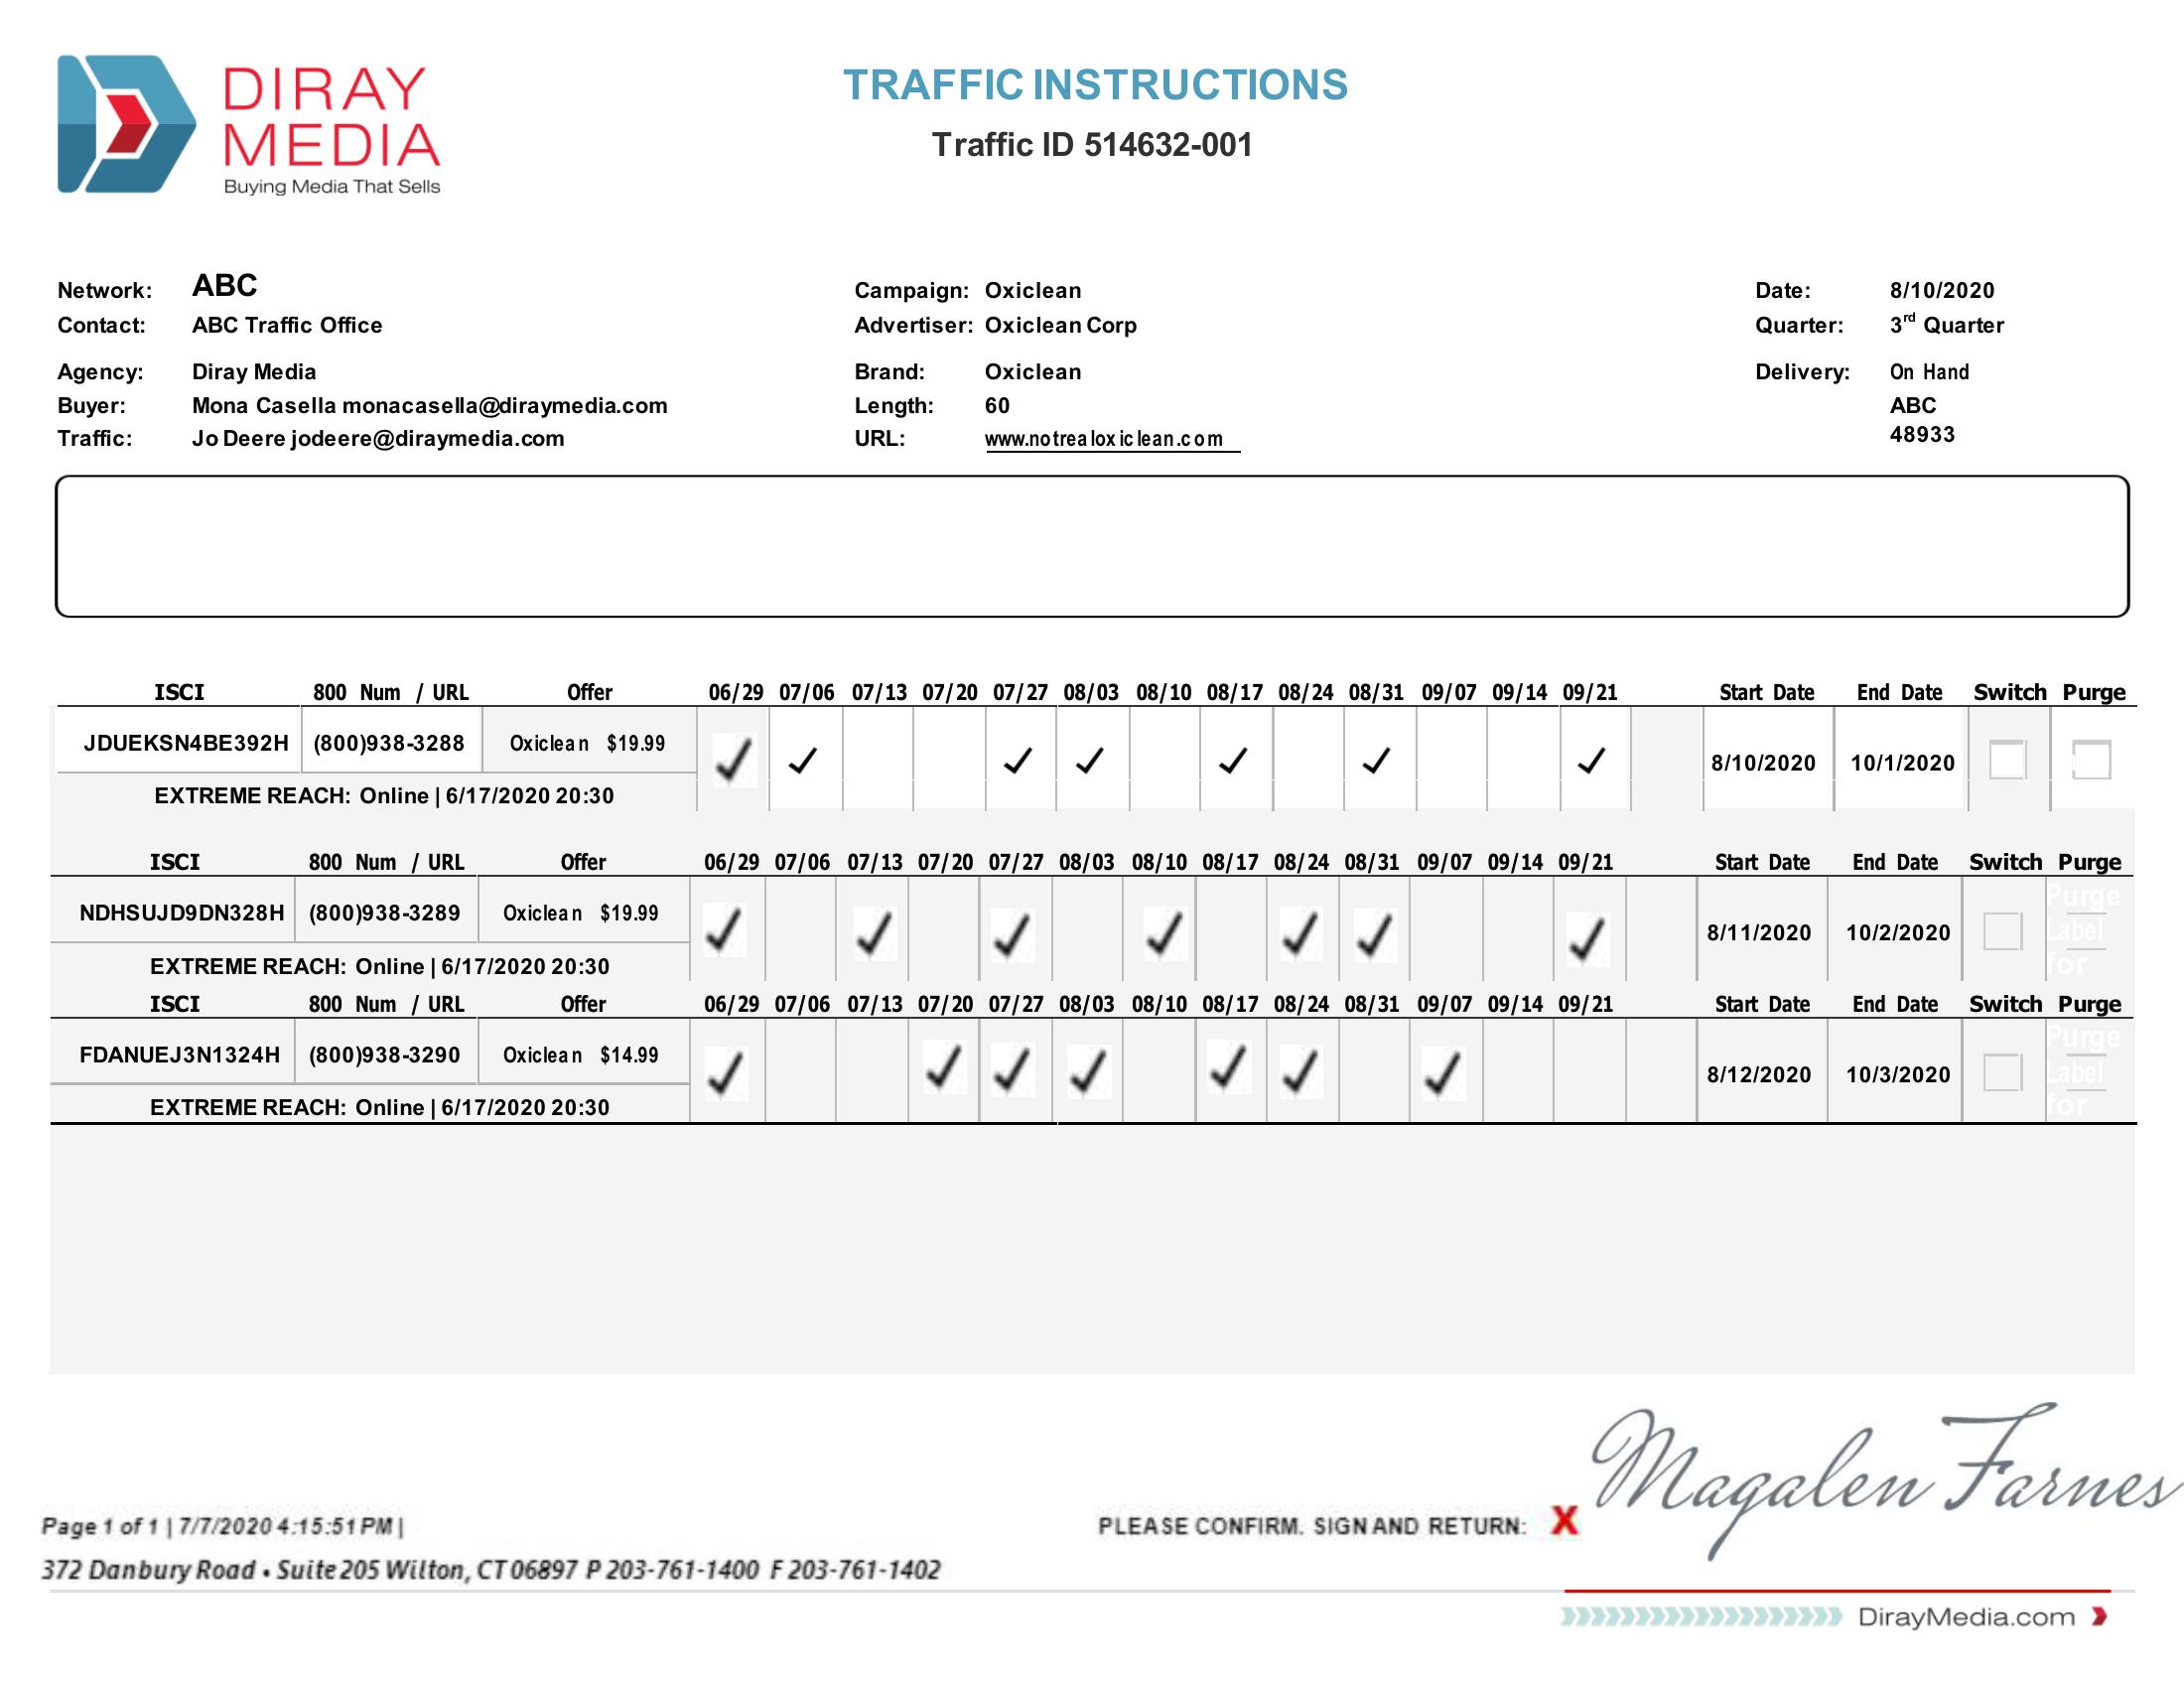 DIRAY
MEDIA
Buying Media That Sells
TRAFFIC INSTRUCTIONS
Traffic ID 514632-001
Network: ABC Campaign: Oxiclean Date: 8/10/2020
Contact: ABC Traffic Office Advertiser: Oxiclean Corp Quarter: 3rd Quarter
Agency: Diray Media Brand: Oxiclean Delivery: On Hand
Buyer: Mona Casella monacasella@diraymedia.com Length: 60 ABC
Traffic: Jo Deere jodeere@diraymedia.com URL: www.notrealoxiclean.com 48933
ISCI 800 Num / URL Offer 06/29 07/06 07/13 07/20 07/27 08/03 08/10 08/17 08/24 08/31 09/07 09/14 09/21 Start Date End Date Switch Purge
JDUEKSN4BE392H (800)938-3288 Oxiclean $19.99 ✓ ✓ ✓ ✓ ✓ ✓ ✓ 8/10/2020 10/1/2020
EXTREME REACH: Online | 6/17/2020 20:30
ISCI 800 Num / URL Offer 06/29 07/06 07/13 07/20 07/27 08/03 08/10 08/17 08/24 08/31 09/07 09/14 09/21 Start Date End Date Switch Purge
NDHSUJD9DN328H (800)938-3289 Oxiclean $19.99 ✓ ✓ ✓ ✓ ✓ ✓ ✓ 8/11/2020 10/2/2020 Purge Label for
EXTREME REACH: Online | 6/17/2020 20:30
ISCI 800 Num / URL Offer 06/29 07/06 07/13 07/20 07/27 08/03 08/10 08/17 08/24 08/31 09/07 09/14 09/21 Start Date End Date Switch Purge
FDANUEJ3N1324H (800)938-3290 Oxiclean $14.99 ✓ ✓ ✓ ✓ ✓ ✓ ✓ 8/12/2020 10/3/2020 Purge Label for
EXTREME REACH: Online | 6/17/2020 20:30
Magalen Farnes
Page 1 of 1 | 7/7/2020 4:15:51 PM | PLEASE CONFIRM. SIGN AND RETURN: X
372 Danbury Road • Suite 205 Wilton, CT 06897 P 203-761-1400 F 203-761-1402
DirayMedia.com